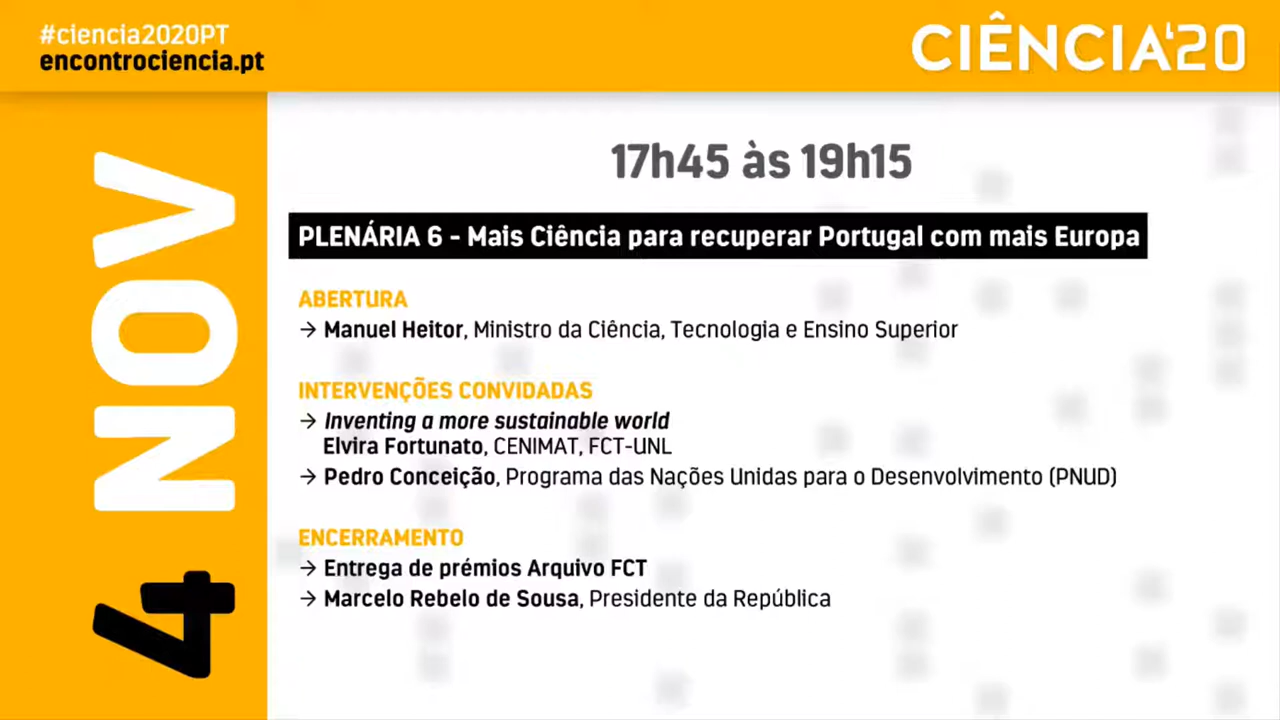 #ciencia2020PT
encontrociencia.pt
CIÊNCIA'20
4 NOV
17h45 às 19h15
PLENÁRIA 6 - Mais Ciência para recuperar Portugal com mais Europa
ABERTURA
→ Manuel Heitor, Ministro da Ciência, Tecnologia e Ensino Superior
INTERVENÇÕES CONVIDADAS
→ Inventing a more sustainable world
Elvira Fortunato, CENIMAT, FCT-UNL
→ Pedro Conceição, Programa das Nações Unidas para o Desenvolvimento (PNUD)
ENCERRAMENTO
→ Entrega de prémios Arquivo FCT
→ Marcelo Rebelo de Sousa, Presidente da República